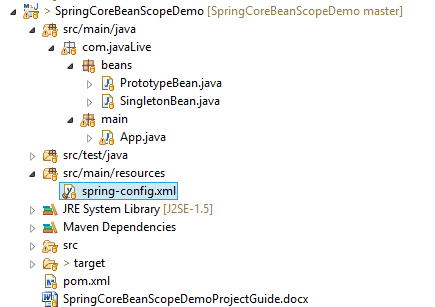 > SpringCoreBeanScopeDemo [SpringCoreBeanScopeDemo master]
src/main/java
com.javaLive
beans
PrototypeBean.java
SingletonBean.java
main
App.java
src/test/java
src/main/resources
spring-config.xml
JRE System Library [J2SE-1.5]
Maven Dependencies
src
> target
pom.xml
SpringCoreBeanScopeDemoProjectGuide.docx